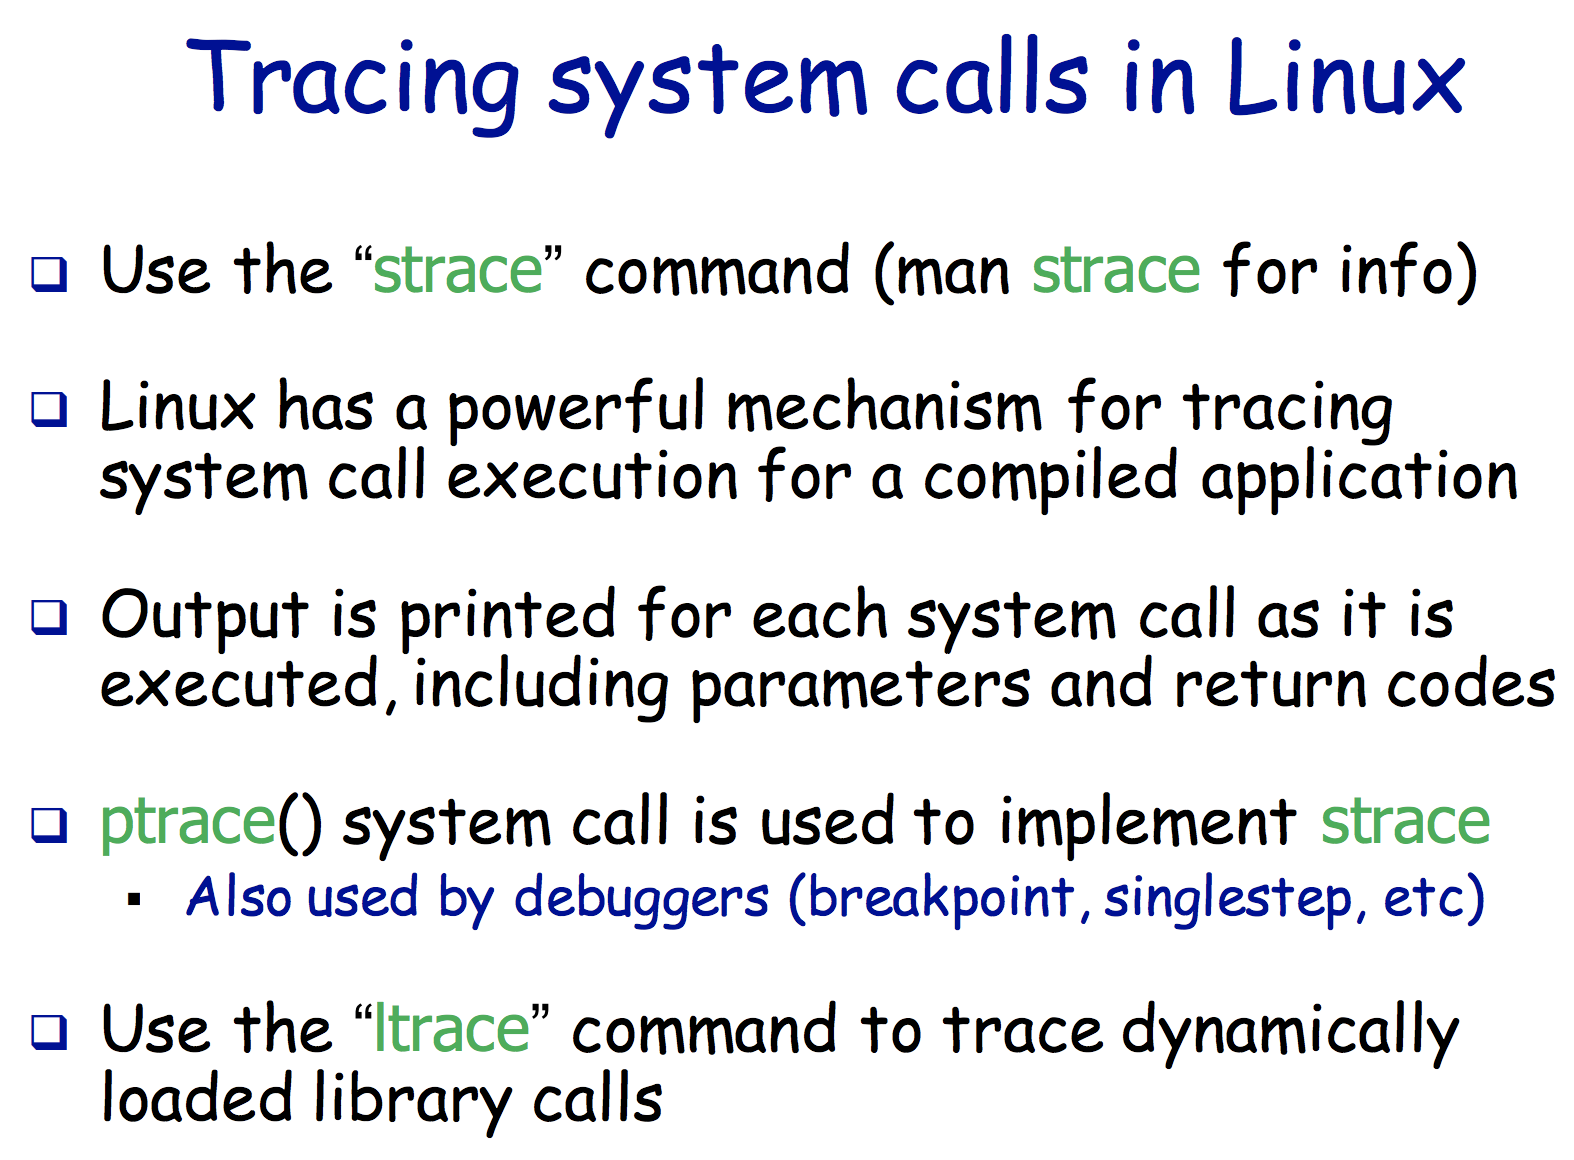 Tracing system calls in Linux
Use the “strace” command (man strace for info)
Linux has a powerful mechanism for tracing
system call execution for a compiled application
Output is printed for each system call as it is
executed, including parameters and return codes
ptrace() system call is used to implement strace
Also used by debuggers (breakpoint, singlestep, etc)
Use the “ltrace” command to trace dynamically
loaded library calls